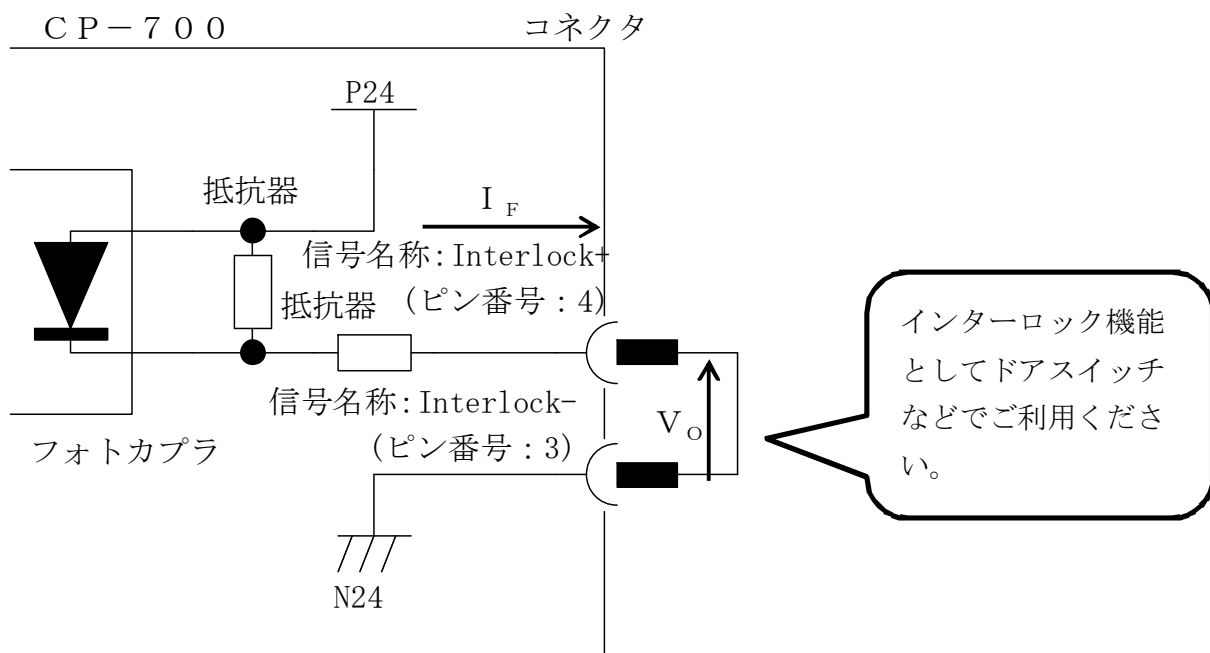 CP-700
コネクタ
P24
抵抗器
I F
信号名称:Interlock+
抵抗器
(ピン番号:4)
信号名称:Interlock-
(ピン番号:3)
フォトカプラ
VO
N24
インターロック機能
としてドアスイッチ
などでご利用くださ
い。